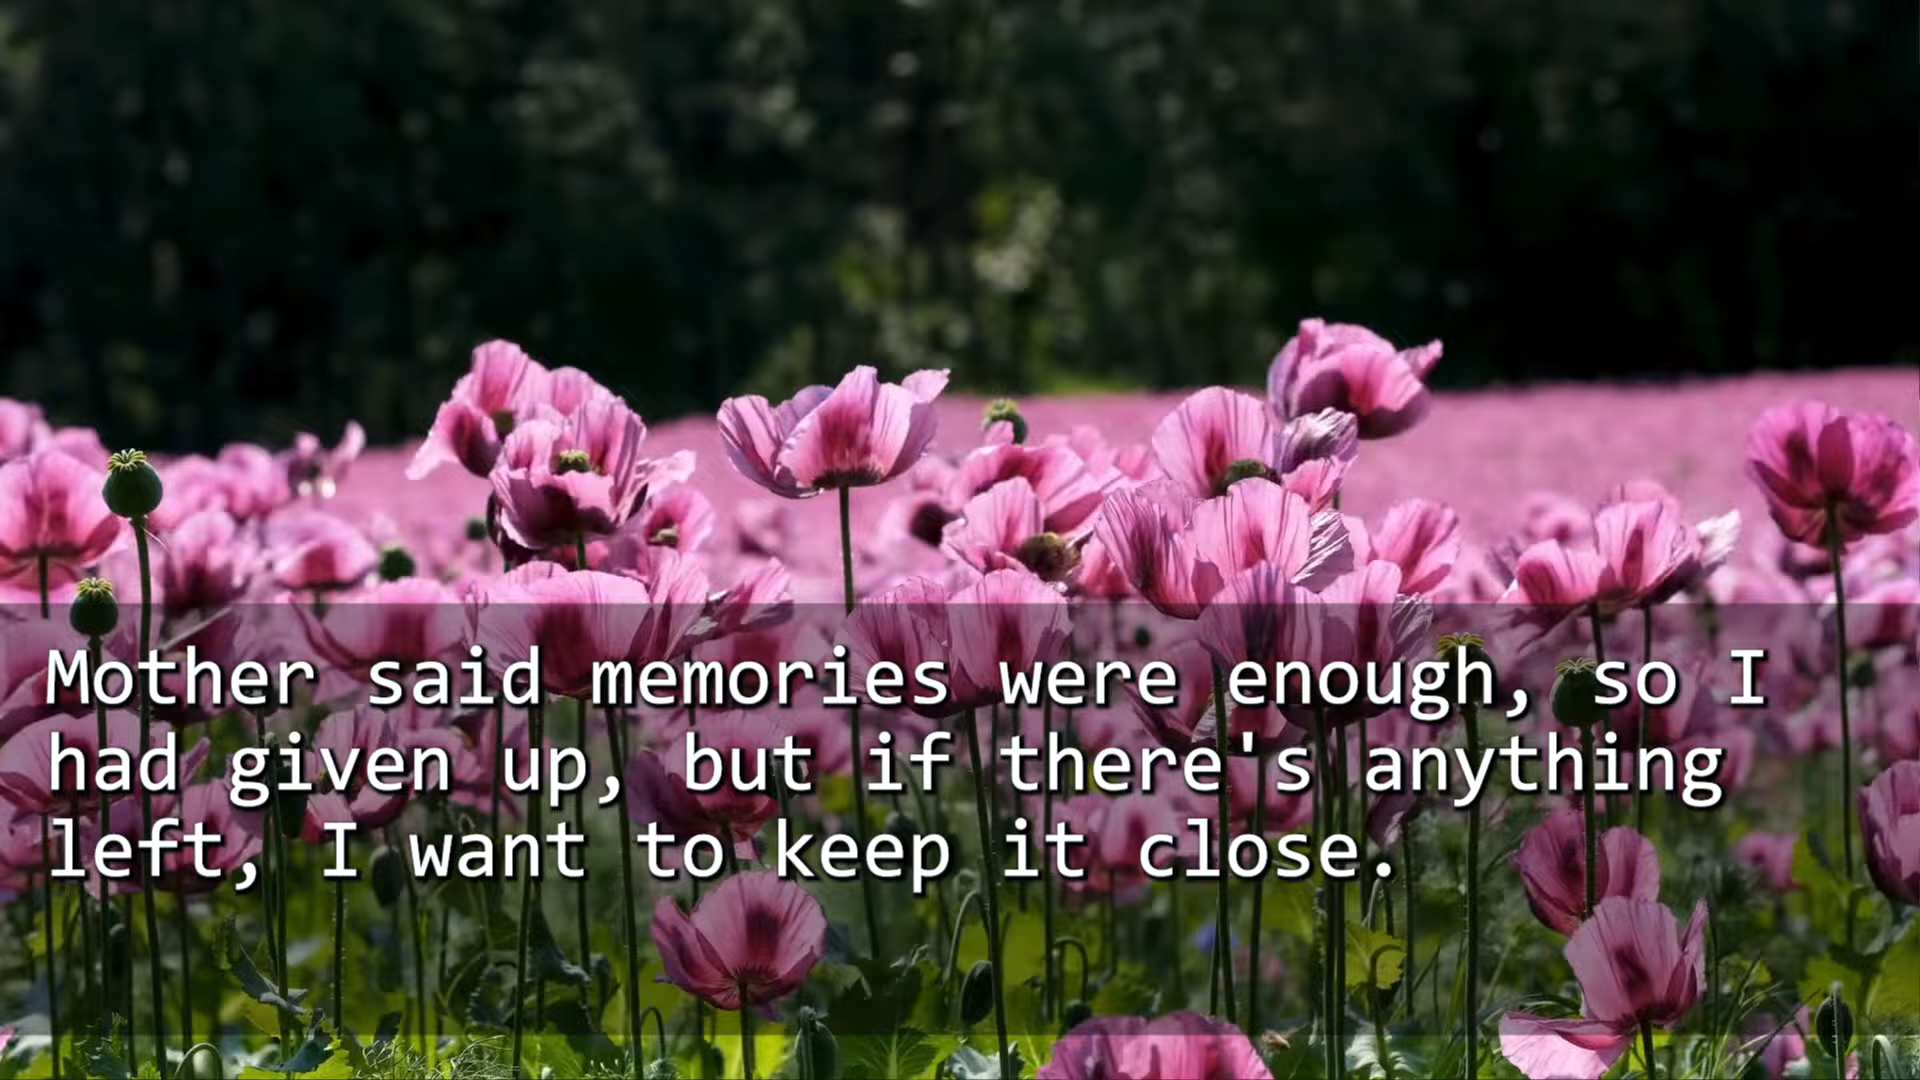 Mother said memories were enough, so I
had given up, but if there's anything
left, I want to keep it close.